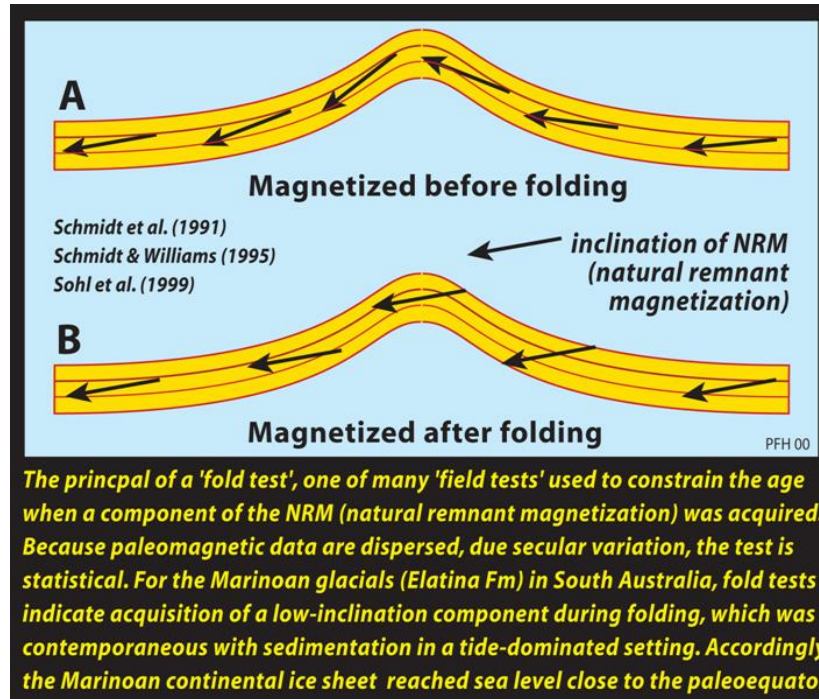 A
Magnetized before folding
Schmidt et al. (1991)
Schmidt & Williams (1995)
Sohl et al. (1999)
inclination of NRM
(natural remnant
magnetization)
B
Magnetized after folding
PFH 00
The princpal of a 'fold test', one of many 'field tests' used to constrain the age
when a component of the NRM (natural remnant magnetization) was acquired.
Because paleomagnetic data are dispersed, due secular variation, the test is
statistical. For the Marinoan glacials (Elatina Fm) in South Australia, fold tests
indicate acquisition of a low-inclination component during folding, which was
contemporaneous with sedimentation in a tide-dominated setting. Accordingly
the Marinoan continental ice sheet reached sea level close to the paleoequato